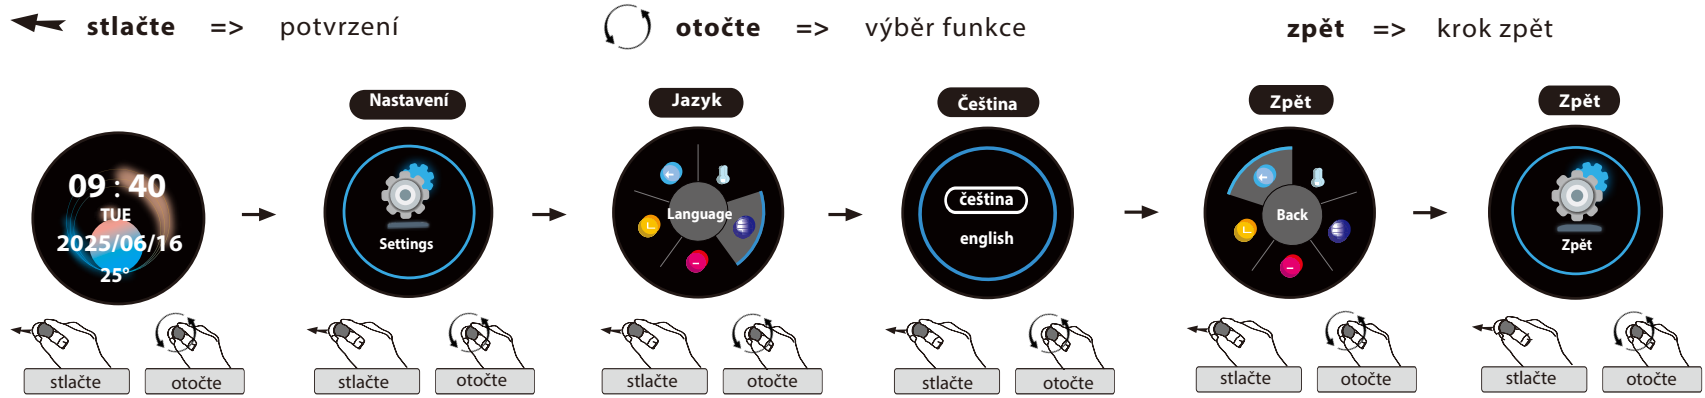 stlačte => potvrzení
otočte => výběr funkce
zpět => krok zpět
Nastavení
Jazyk
Čeština
Zpět
Zpět
09 : 40
TUE
2025/06/16
25°
Settings
Language
čeština
english
Back
Zpět
stlačte
otočte
stlačte
otočte
stlačte
otočte
stlačte
otočte
stlačte
otočte
stlačte
otočte